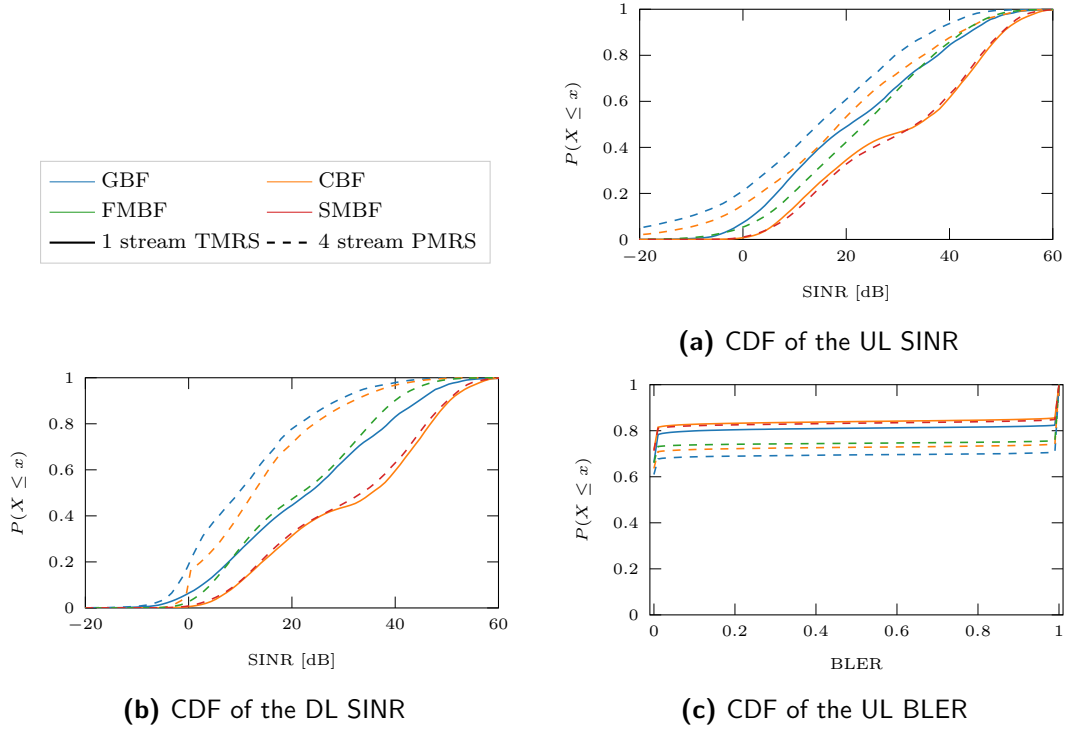 GBF CBF
FMBF SMBF
1 stream TMRS 4 stream PMRS
1
0.8
0.6
0.4
0.2
0
P(X ≤ x)
−20 0 20 40 60
SINR [dB]
(a) CDF of the UL SINR
1
0.8
0.6
0.4
0.2
0
P(X ≤ x)
−20 0 20 40 60
SINR [dB]
(b) CDF of the DL SINR
1
0.8
0.6
0.4
0.2
0
P(X ≤ x)
0 0.2 0.4 0.6 0.8 1
BLER
(c) CDF of the UL BLER